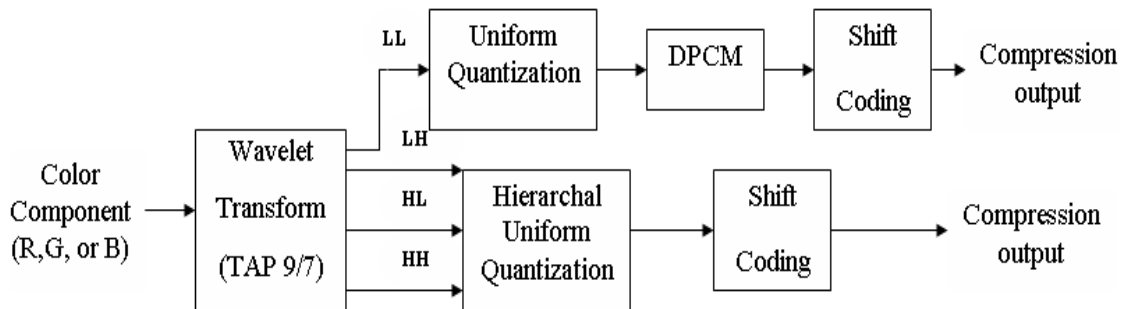 LL
Uniform
Quantization
DPCM
Shift
Coding
Compression
output
Color
Component
(R,G, or B)
Wavelet
Transform
(TAP 9/7)
LH
HL
HH
Hierarchal
Uniform
Quantization
Shift
Coding
Compression
output